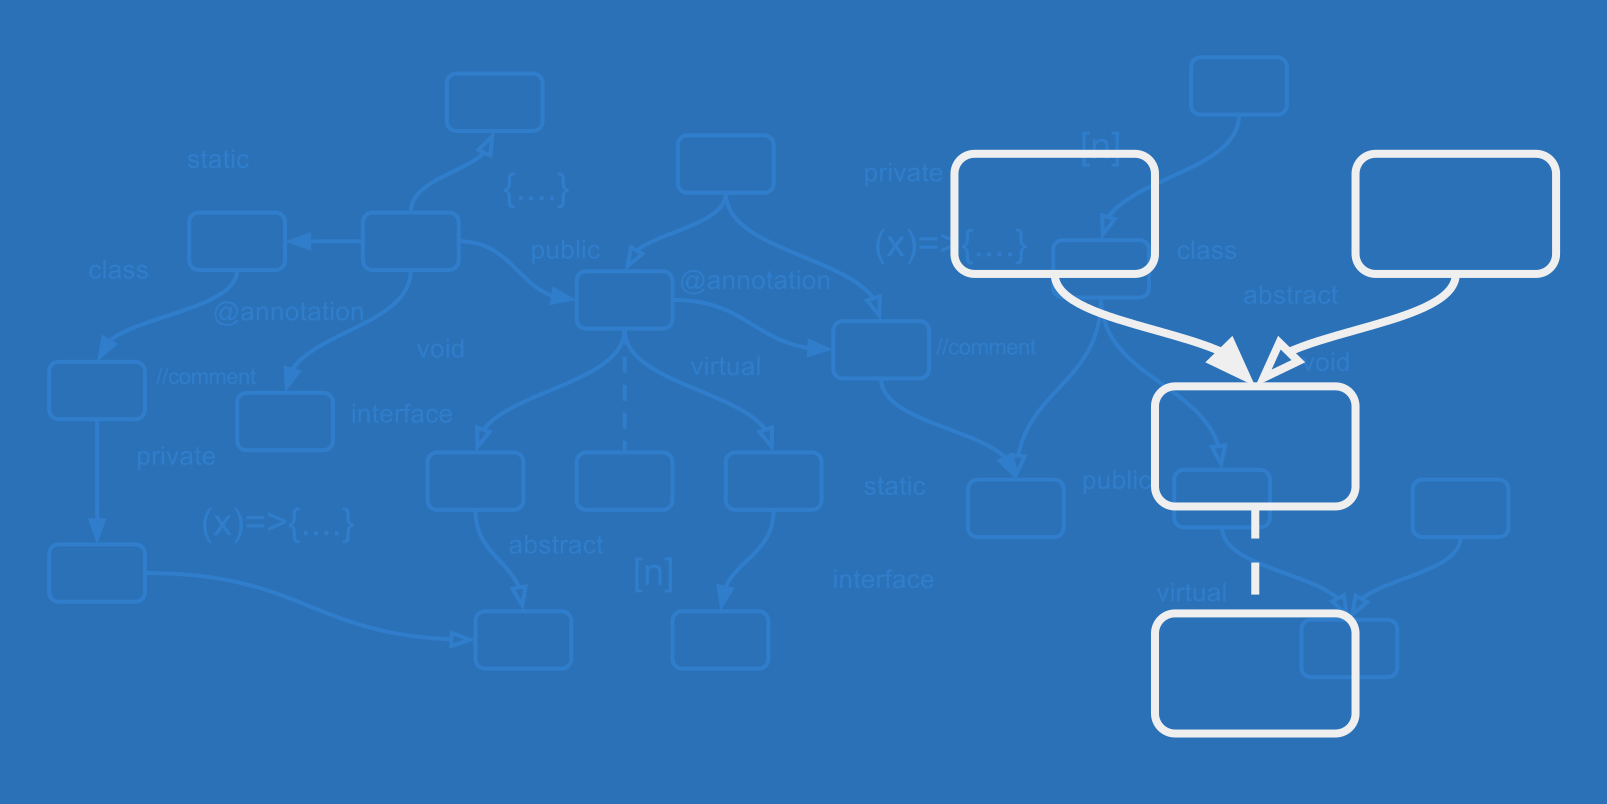 [n]
static
private
{....}
(x)=>{....}
public
class
class
@annotation
abstract
@annotation
void
//comment
void
virtual
//comment
interface
private
static
public
(x)=>{....}
abstract
[n]
interface
virtual